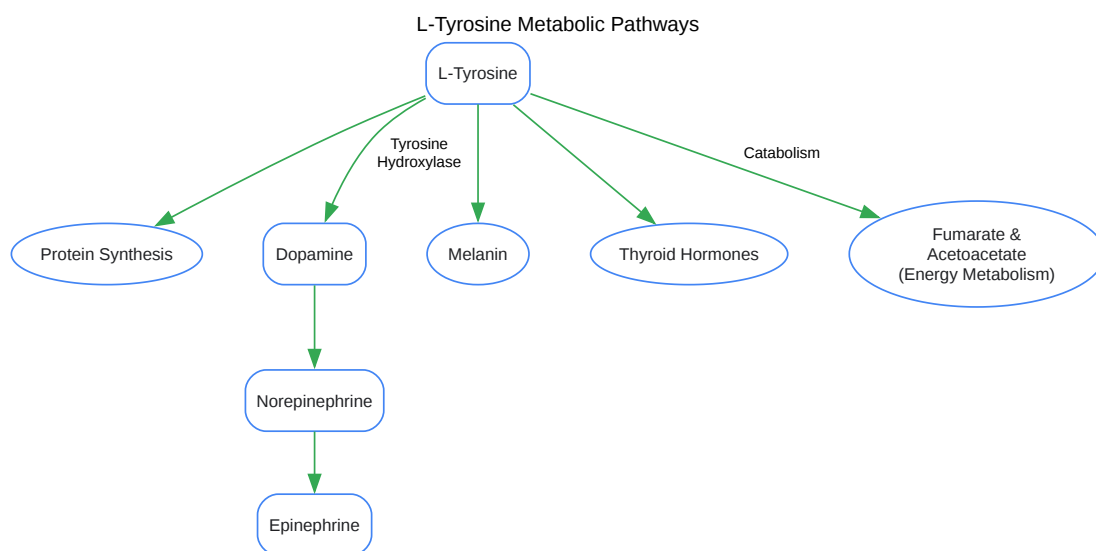 L-Tyrosine Metabolic Pathways
L-Tyrosine
Tyrosine
Hydroxylase
Catabolism
Protein Synthesis
Dopamine
Melanin
Thyroid Hormones
Fumarate &
Acetoacetate
(Energy Metabolism)
Norepinephrine
Epinephrine